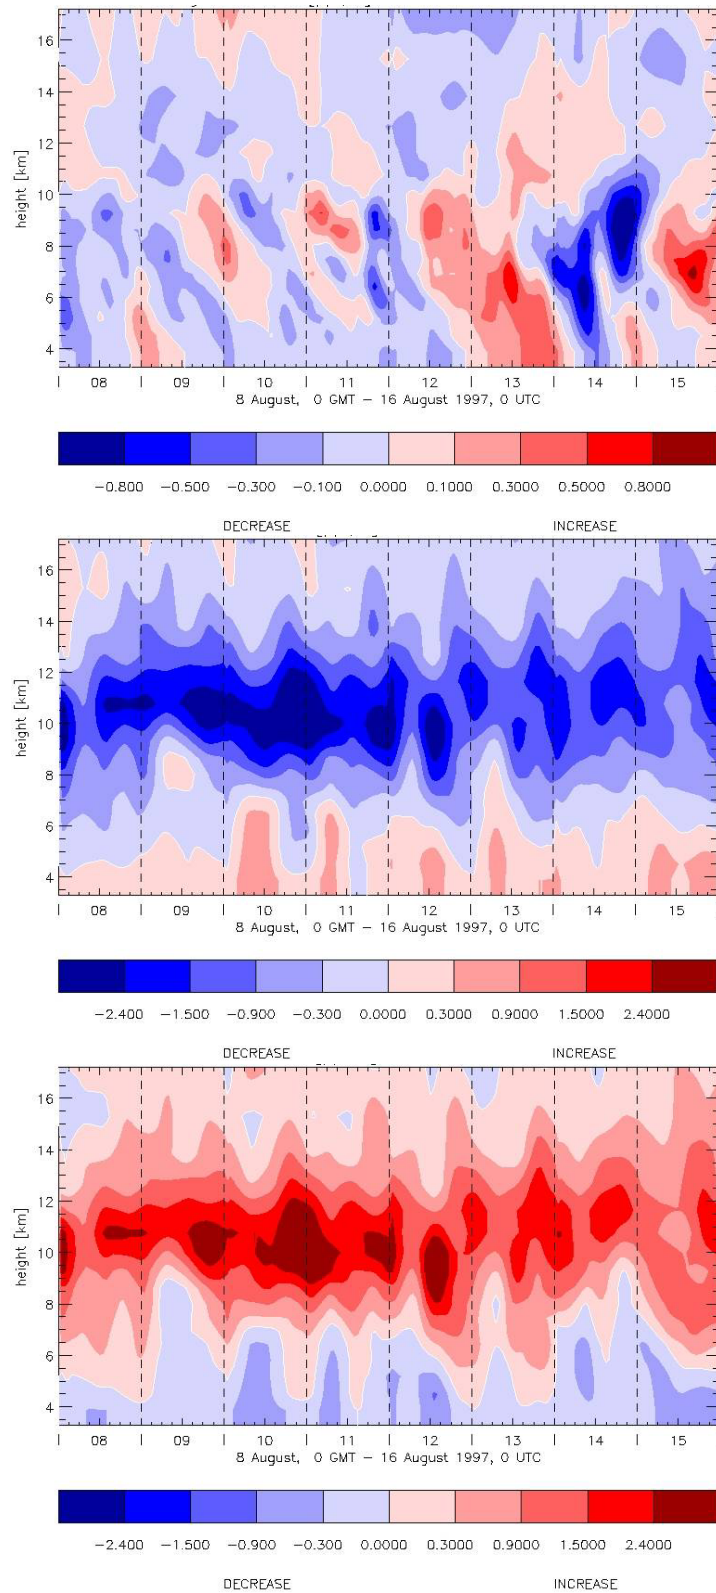 16
14
12
10
8
6
4
height [km]
| 08 | 09 | 10 | 11 | 12 | 13 | 14 | 15
8 August, 0 GMT – 16 August 1997, 0 UTC
−0.800 −0.500 −0.300 −0.100 0.0000 0.1000 0.3000 0.5000 0.8000
DECREASE INCREASE
16
14
12
10
8
6
4
height [km]
| 08 | 09 | 10 | 11 | 12 | 13 | 14 | 15
8 August, 0 GMT – 16 August 1997, 0 UTC
−2.400 −1.500 −0.900 −0.300 0.0000 0.3000 0.9000 1.5000 2.4000
DECREASE INCREASE
16
14
12
10
8
6
4
height [km]
| 08 | 09 | 10 | 11 | 12 | 13 | 14 | 15
8 August, 0 GMT – 16 August 1997, 0 UTC
−2.400 −1.500 −0.900 −0.300 0.0000 0.3000 0.9000 1.5000 2.4000
DECREASE INCREASE